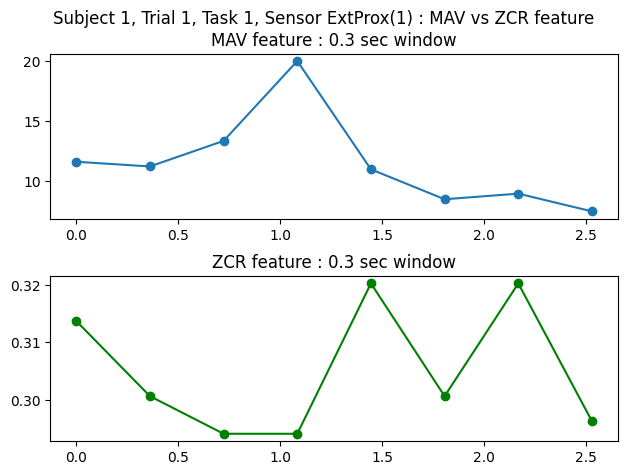 Subject 1, Trial 1, Task 1, Sensor ExtProx(1) : MAV vs ZCR feature
MAV feature : 0.3 sec window
20
15
10
0.0 0.5 1.0 1.5 2.0 2.5
ZCR feature : 0.3 sec window
0.32
0.31
0.30
0.0 0.5 1.0 1.5 2.0 2.5